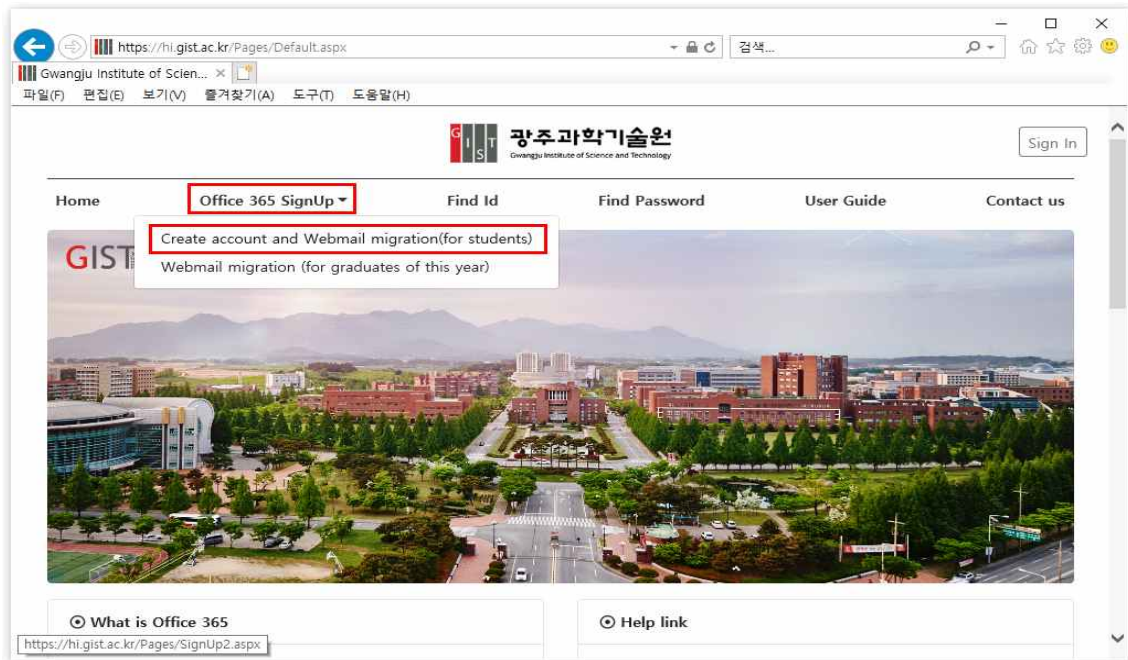 https://hi.gist.ac.kr/Pages/Default.aspx
검색...
Gwangju Institute of Scien...
파일(F) 편집(E) 보기(V) 즐겨찾기(A) 도구(T) 도움말(H)
GIST
광주과학기술원
Gwangju Institute of Science and Technology
Sign In
Home Office 365 SignUp Find Id Find Password User Guide Contact us
Create account and Webmail migration(for students)
Webmail migration (for graduates of this year)
GIST
What is Office 365
Help link
https://hi.gist.ac.kr/Pages/SignUp2.aspx